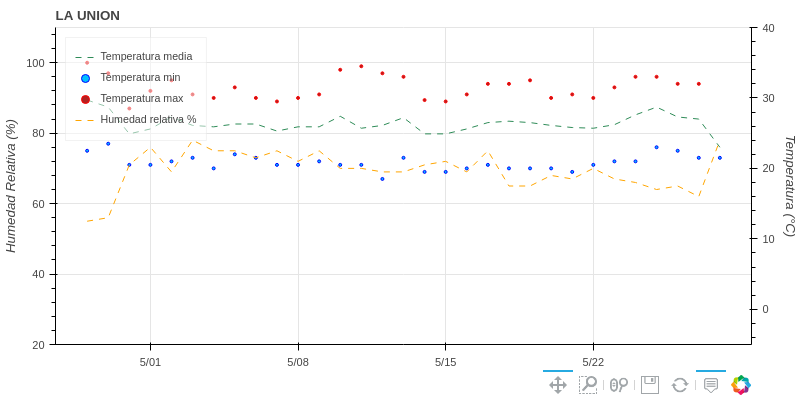 LA UNION
Temperatura media
Temperatura min
Temperatura max
Humedad relativa %
Humedad Relativa (%)
100
80
60
40
20
Temperatura (°C)
40
30
20
10
0
5/01
5/08
5/15
5/22